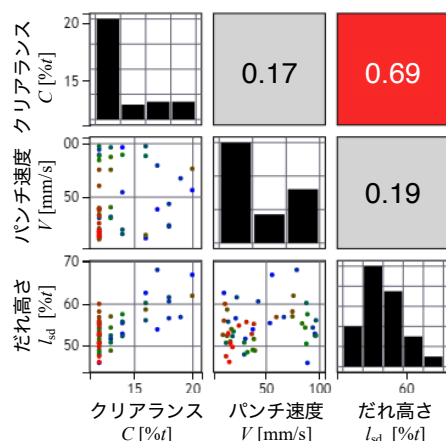 クリアランス
C [%t]
20
15
0.17
0.69
パンチ速度
V [mm/s]
00
50
0.19
だれ高さ
lsd [%t]
70
60
50
15
20
50
100
60
クリアランス
C [%t]
パンチ速度
V [mm/s]
だれ高さ
lsd [%t]